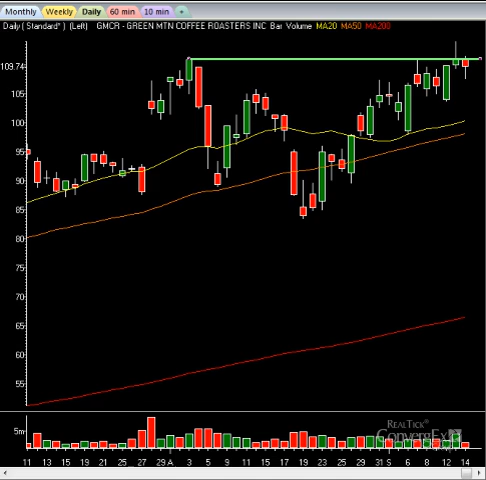 Monthly Weekly Daily 60 min 10 min +
Daily ( Standard* ) (Left) GMCR - GREEN MTN COFFEE ROASTERS INC Bar Volume MA20 MA50 MA200
109.74
105
100
95
90
85
80
75
70
65
60
55
5m
REALTICK®
ConvergEx
11 13 15 19 21 25 27 29 A 3 5 9 11 15 17 19 23 25 29 31 S 6 8 12 14